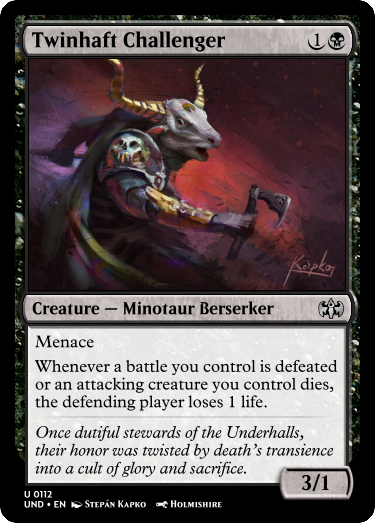 Twinhaft Challenger 1
Kapko
Creature — Minotaur Berserker
Menace
Whenever a battle you control is defeated
or an attacking creature you control dies,
the defending player loses 1 life.
Once dutiful stewards of the Underhalls,
their honor was twisted by death's transience
into a cult of glory and sacrifice.
3/1
U 0112
UND • EN Stepán Kapko Holmishire